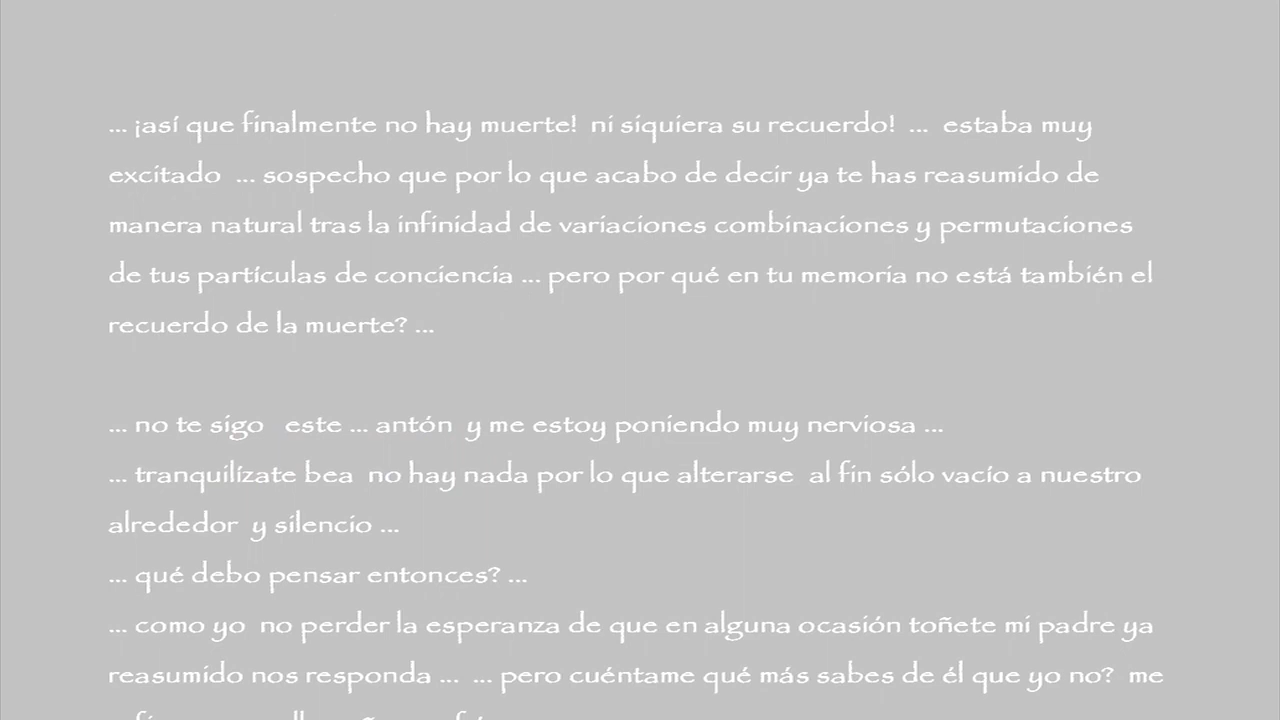 ... ¡así que finalmente no hay muerte!  ni siquiera su recuerdo!  ...  estaba muy
excitado  ... sospecho que por lo que acabo de decir ya te has reasumido de
manera natural tras la infinidad de variaciones combinaciones y permutaciones
de tus partículas de conciencia ... pero por qué en tu memoria no está también el
recuerdo de la muerte? ...
... no te sigo   este ... antón  y me estoy poniendo muy nerviosa ...
... tranquilízate bea  no hay nada por lo que alterarse  al fin sólo vacío a nuestro
alrededor  y silencio ...
... qué debo pensar entonces? ...
... como yo  no perder la esperanza de que en alguna ocasión toñete mi padre ya
reasumido nos responda ...  ... pero cuéntame qué más sabes de él que yo no?  me